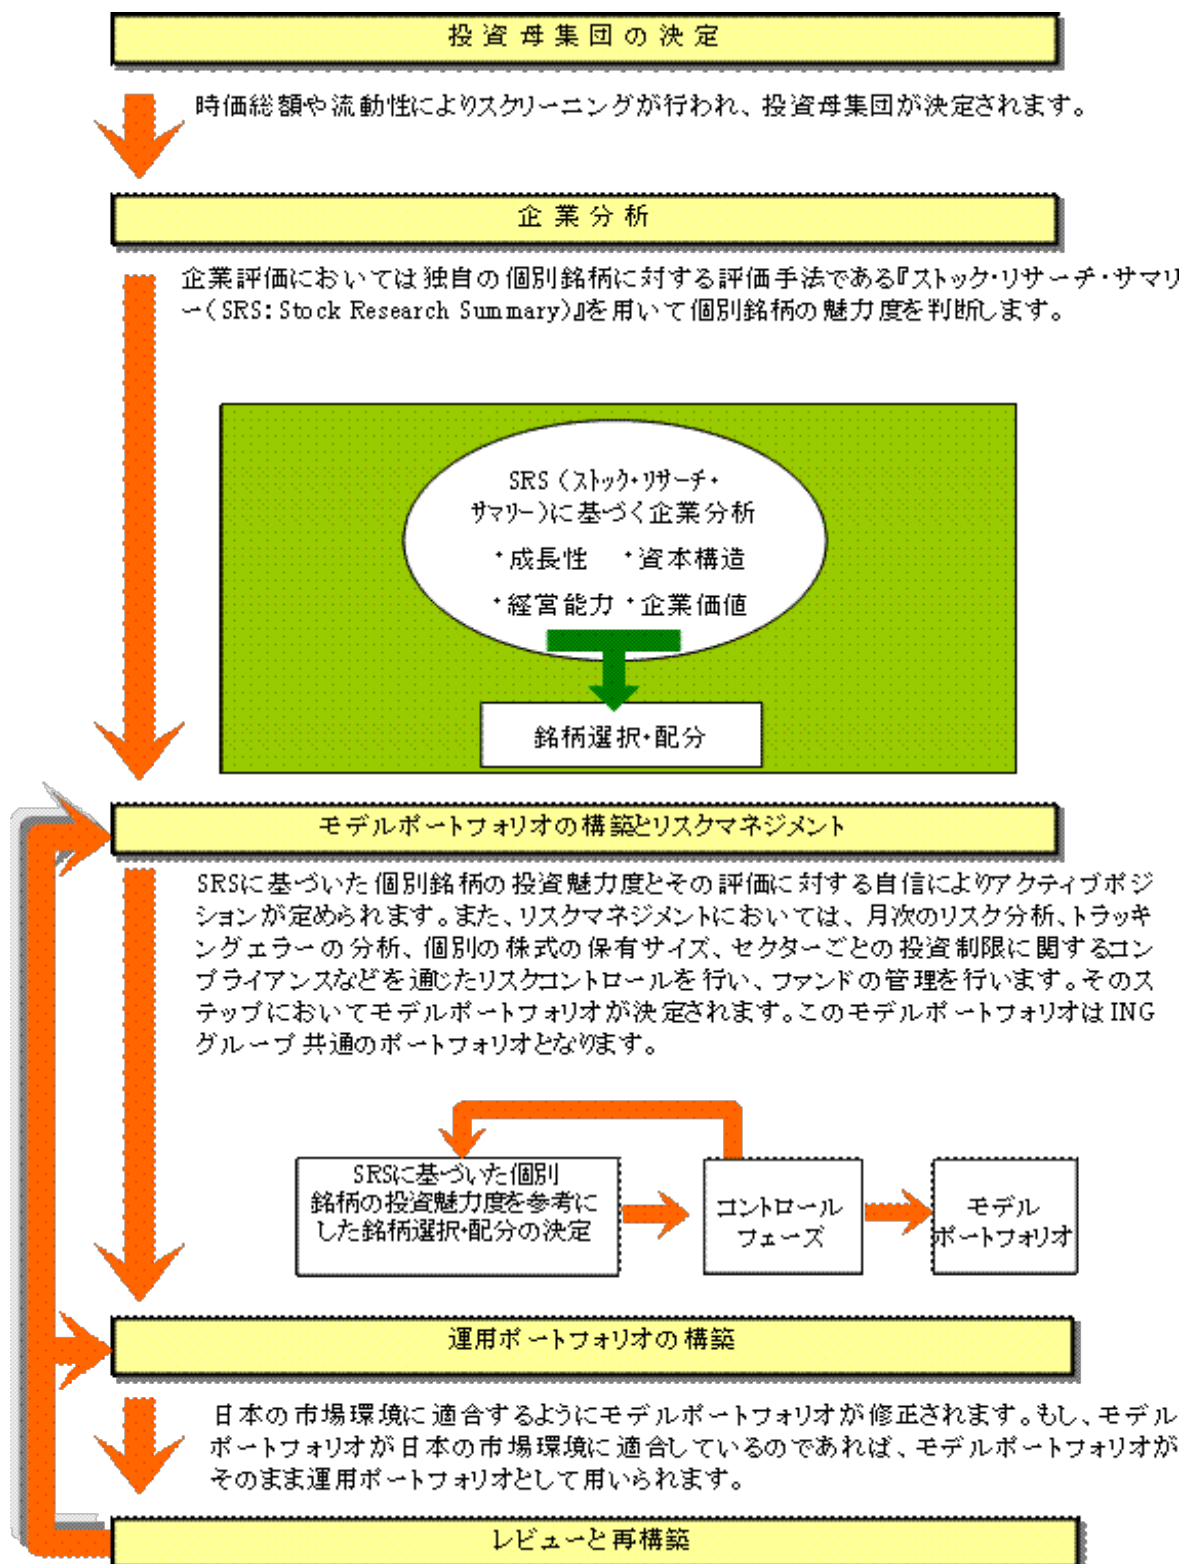 投資母集団の決定
時価総額や流動性によりスクリーニングが行われ、投資母集団が決定されます。
企業分析
企業評価においては独自の個別銘柄に対する評価手法である『ストック・リサーチ・サマリ
ー(SRS: Stock Research Summary)』を用いて個別銘柄の魅力度を判断します。
SRS (ストック・リサーチ・
サマリー)に基づく企業分析
・成長性 ・資本構造
・経営能力 ・企業価値
銘柄選択・配分
モデルポートフォリオの構築とリスクマネジメント
SRSに基づいた個別銘柄の投資魅力度とその評価に対する自信によりアクティブポジ
ションが定められます。また、リスクマネジメントにおいては、月次のリスク分析、トラッキ
ングエラーの分析、個別の株式の保有サイズ、セクターごとの投資制限に関するコン
プライアンスなどを通じたリスクコントロールを行い、ファンドの管理を行います。そのス
テップにおいてモデルポートフォリオが決定されます。このモデルポートフォリオは ING
グループ共通のポートフォリオとなります。
SRSに基づいた個別
銘柄の投資魅力度を参考に
した銘柄選択・配分の決定
コントロール
フェーズ
モデル
ポートフォリオ
運用ポートフォリオの構築
日本の市場環境に適合するようにモデルポートフォリオが修正されます。もし、モデル
ポートフォリオが日本の市場環境に適合しているのであれば、モデルポートフォリオが
そのまま運用ポートフォリオとして用いられます。
レビューと再構築